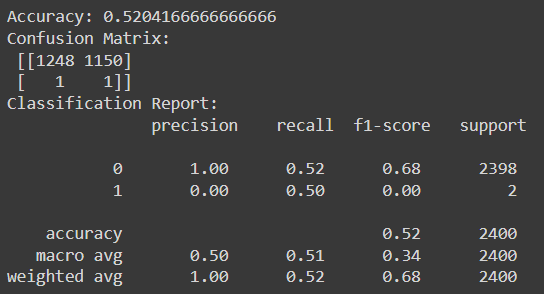 Accuracy: 0.5204166666666666
Confusion Matrix:
[[1248 1150]
[   1    1]]
Classification Report:
precision    recall  f1-score   support
0       1.00      0.52      0.68      2398
1       0.00      0.50      0.00         2
accuracy                           0.52      2400
macro avg       0.50      0.51      0.34      2400
weighted avg       1.00      0.52      0.68      2400